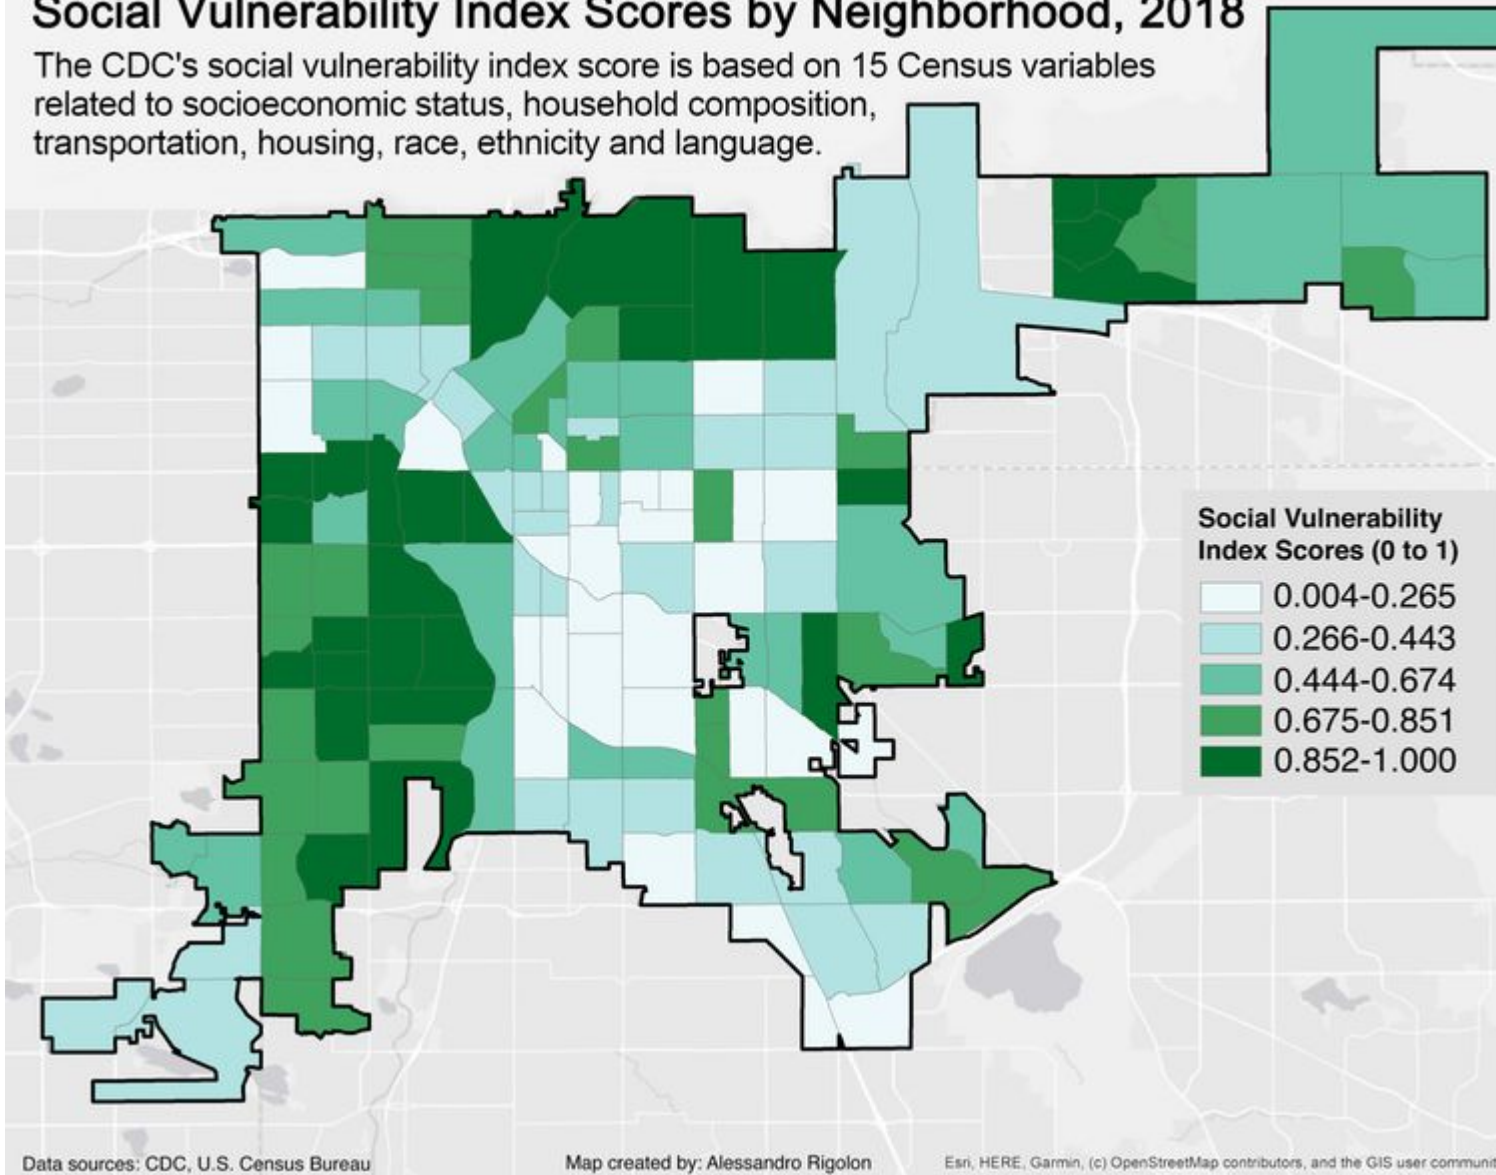 Social Vulnerability Index Scores by Neighborhood, 2018
The CDC's social vulnerability index score is based on 15 Census variables
related to socioeconomic status, household composition,
transportation, housing, race, ethnicity and language.
Social Vulnerability
Index Scores (0 to 1)
0.004-0.265
0.266-0.443
0.444-0.674
0.675-0.851
0.852-1.000
Data sources: CDC, U.S. Census Bureau
Map created by: Alessandro Rigolon
Esri, HERE, Garmin, (c) OpenStreetMap contributors, and the GIS user communi